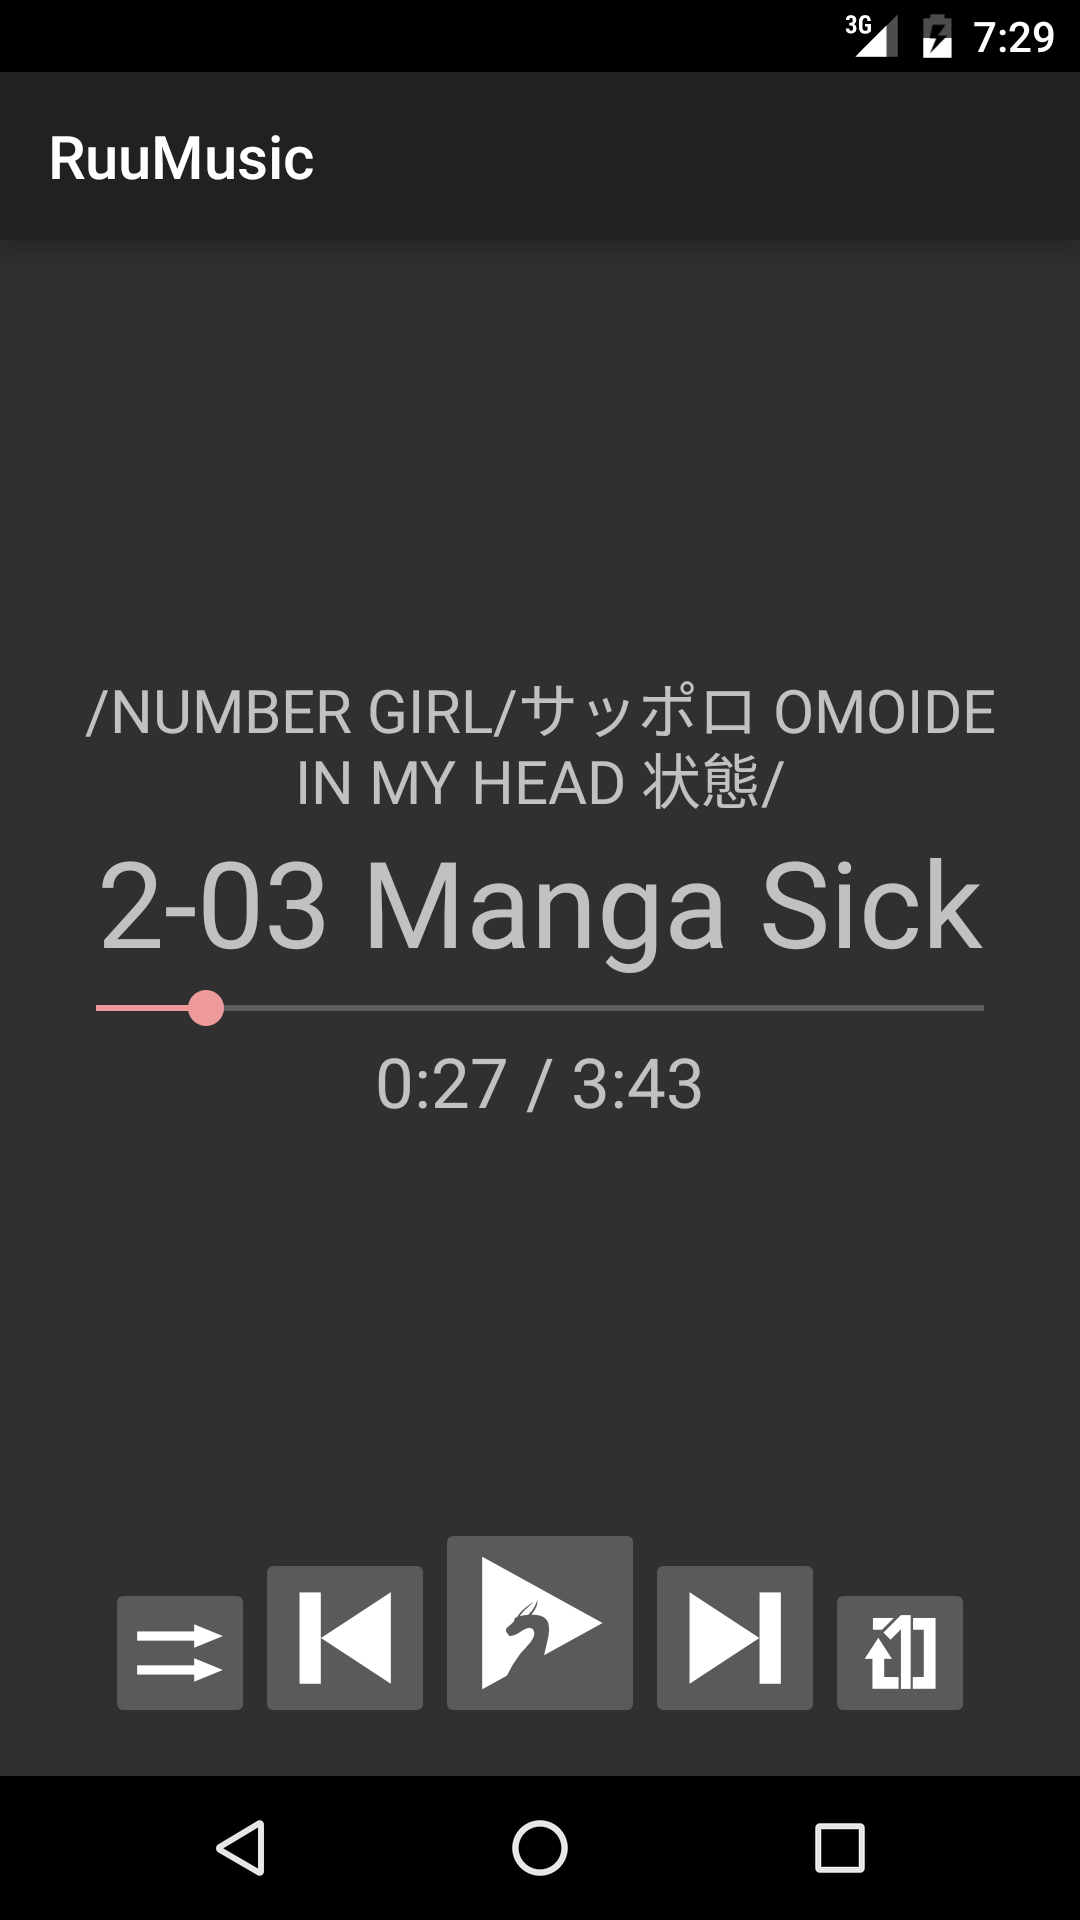 3G 7:29
RuuMusic
/NUMBER GIRL/サッポロ OMOIDE
IN MY HEAD 状態/
2-03 Manga Sick
0:27 / 3:43
1